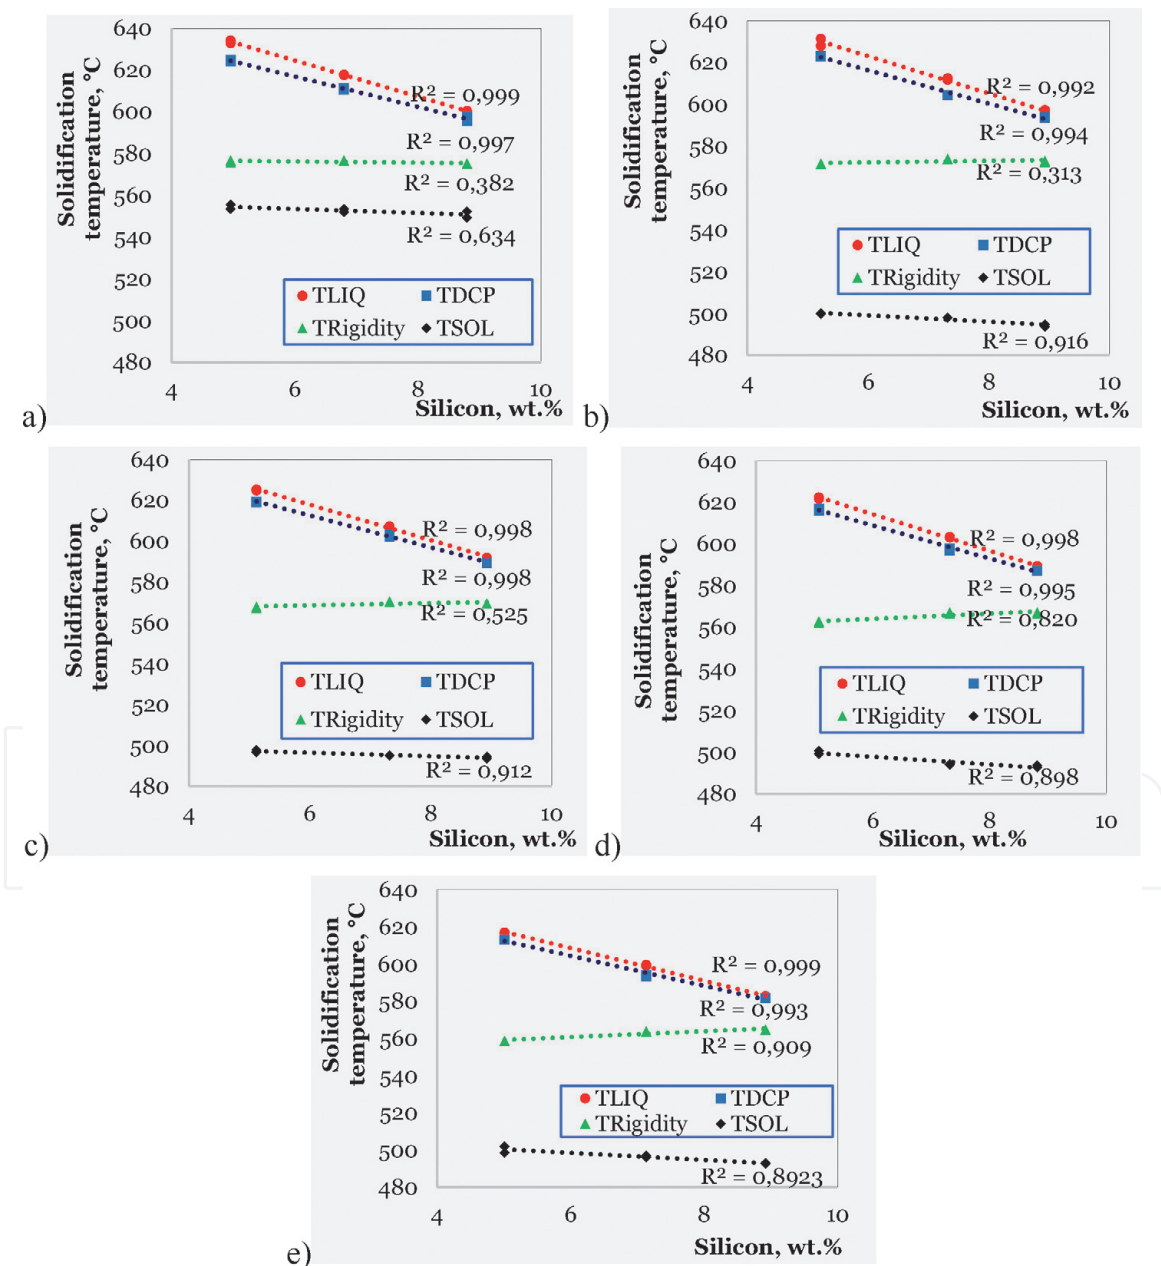 Solidification
temperature, °C
640
620
600
580
560
540
520
500
480
R² = 0,999
R² = 0,997
R² = 0,382
R² = 0,634
TLIQ TDCP
TRigidity TSOL
4 6 8 10
Silicon, wt.%
a)
Solidification
temperature, °C
640
620
600
580
560
540
520
500
480
R² = 0,992
R² = 0,994
R² = 0,313
TLIQ TDCP
TRigidity TSOL
R² = 0,916
4 6 8 10
Silicon, wt.%
b)
Solidification
temperature, °C
640
620
600
580
560
540
520
500
480
R² = 0,998
R² = 0,998
R² = 0,525
TLIQ TDCP
TRigidity TSOL
R² = 0,912
4 6 8 10
Silicon, wt.%
c)
Solidification
temperature, °C
640
620
600
580
560
540
520
500
480
R² = 0,998
R² = 0,995
R² = 0,820
TLIQ TDCP
TRigidity TSOL
R² = 0,898
4 6 8 10
Silicon, wt.%
d)
Solidification
temperature, °C
640
620
600
580
560
540
520
500
480
R² = 0,999
R² = 0,993
R² = 0,909
TLIQ TDCP
TRigidity TSOL
R² = 0,8923
4 6 8 10
Silicon, wt.%
e)